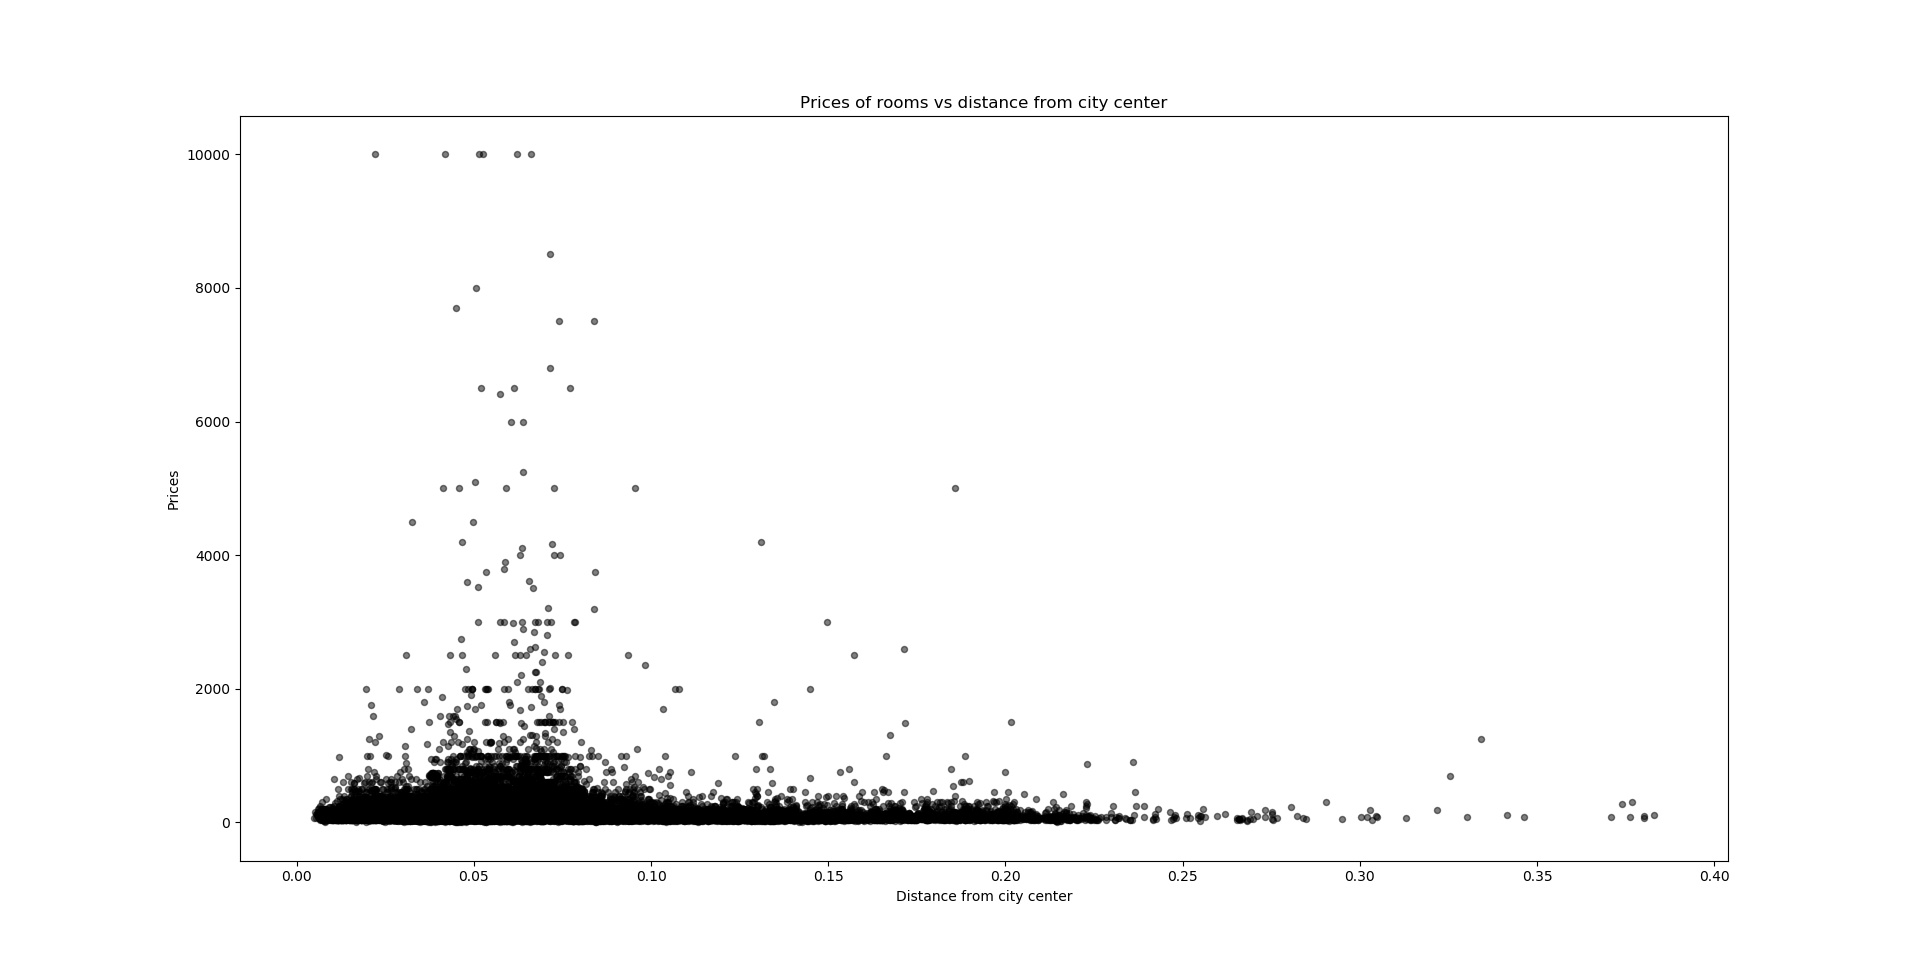 Prices of rooms vs distance from city center
10000
8000
6000
4000
2000
0
Prices
0.00 0.05 0.10 0.15 0.20 0.25 0.30 0.35 0.40
Distance from city center